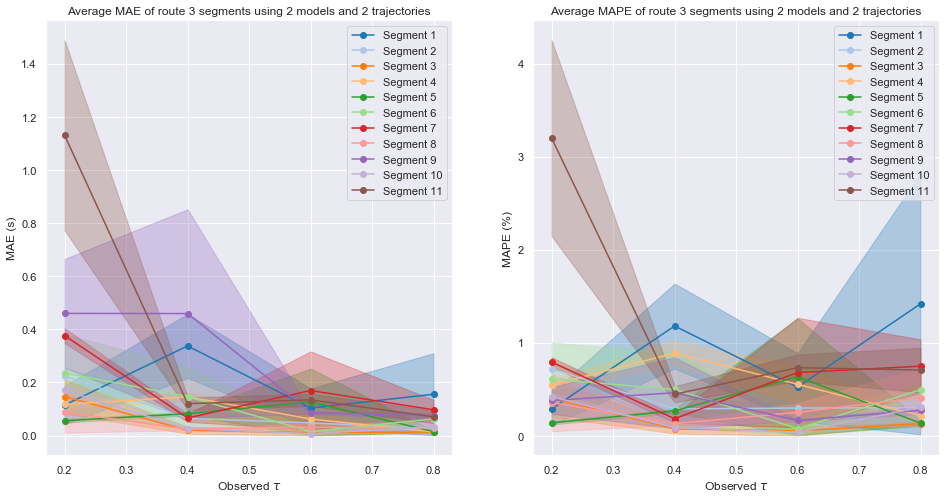 Average MAE of route 3 segments using 2 models and 2 trajectories
MAE (s)
1.4
1.2
1.0
0.8
0.6
0.4
0.2
0.0
Segment 1
Segment 2
Segment 3
Segment 4
Segment 5
Segment 6
Segment 7
Segment 8
Segment 9
Segment 10
Segment 11
0.2 0.3 0.4 0.5 0.6 0.7 0.8
Observed τ
Average MAPE of route 3 segments using 2 models and 2 trajectories
MAPE (%)
4
3
2
1
0
Segment 1
Segment 2
Segment 3
Segment 4
Segment 5
Segment 6
Segment 7
Segment 8
Segment 9
Segment 10
Segment 11
0.2 0.3 0.4 0.5 0.6 0.7 0.8
Observed τ